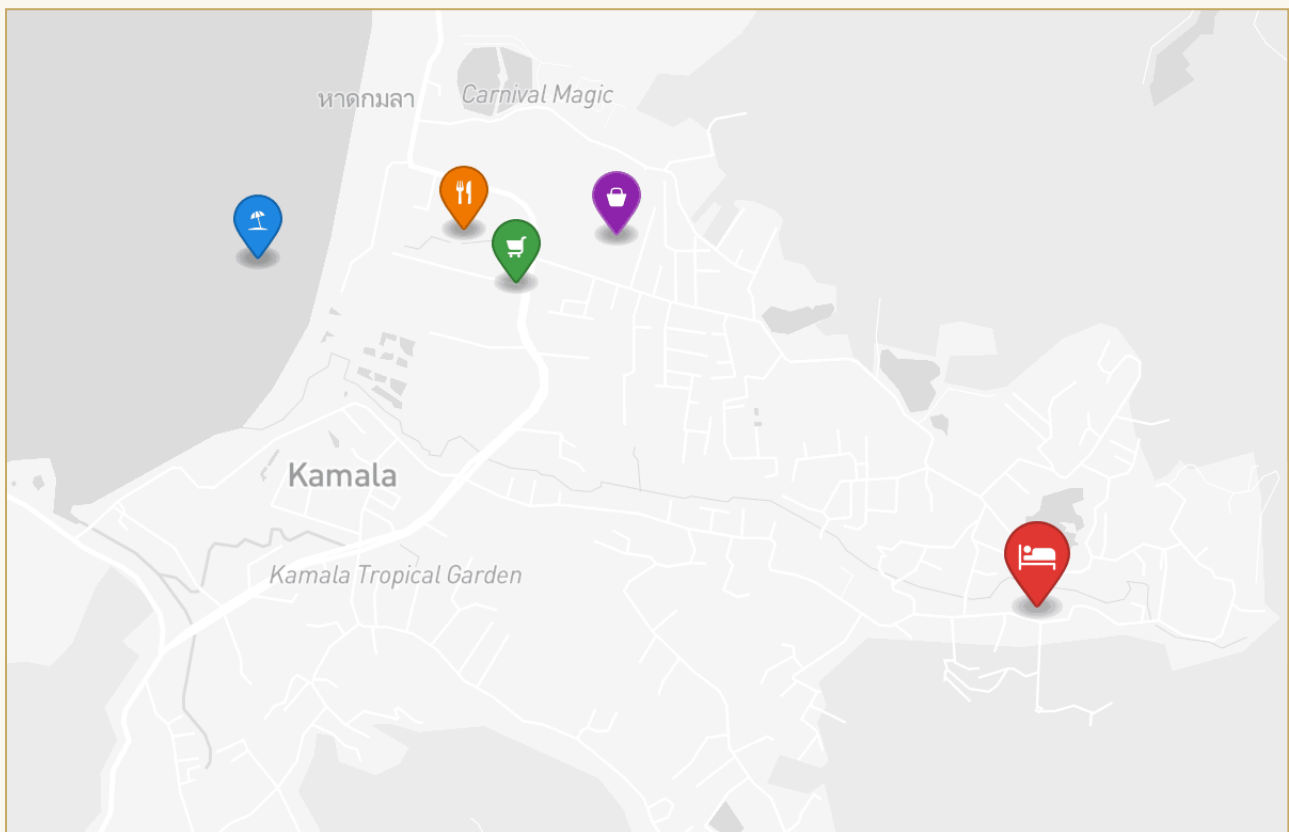 หาดกมลา
Carnival Magic
Kamala
Kamala Tropical Garden